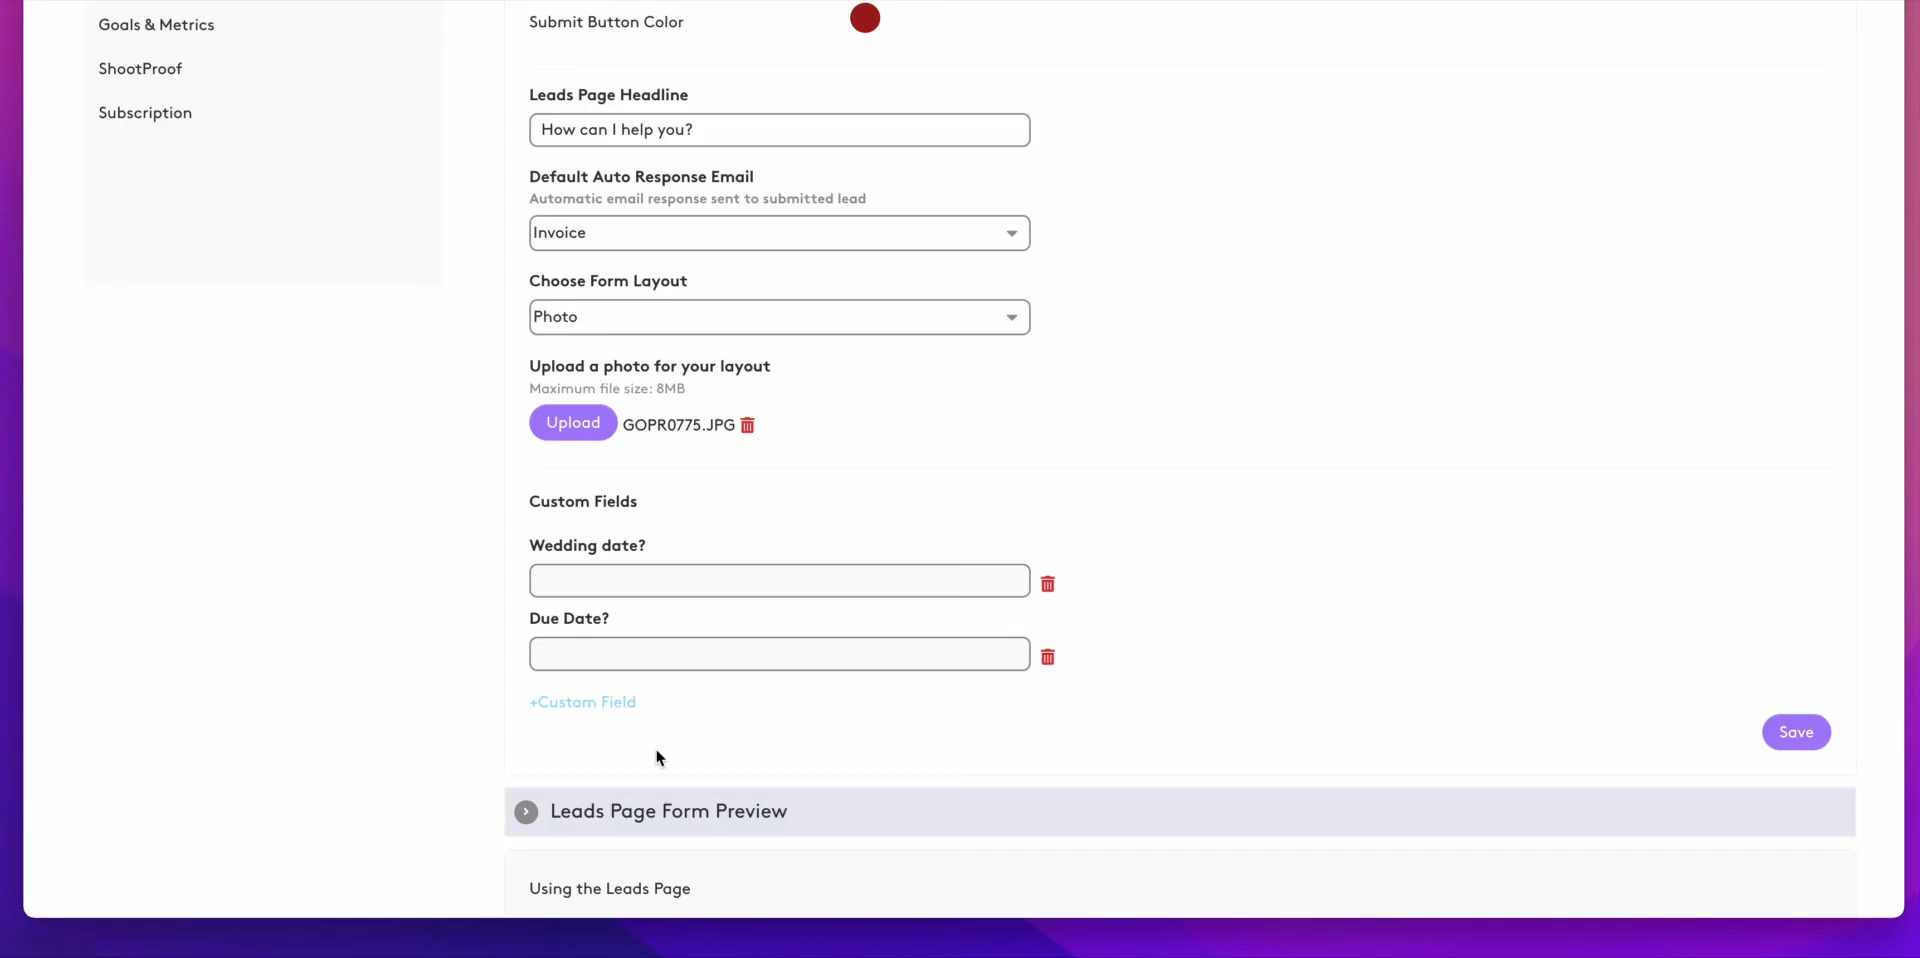 Goals & Metrics
ShootProof
Subscription
Submit Button Color
Leads Page Headline
How can I help you?
Default Auto Response Email
Automatic email response sent to submitted lead
Invoice
Choose Form Layout
Photo
Upload a photo for your layout
Maximum file size: 8MB
Upload GOPR0775.JPG
Custom Fields
Wedding date?
Due Date?
+Custom Field
Save
Leads Page Form Preview
Using the Leads Page